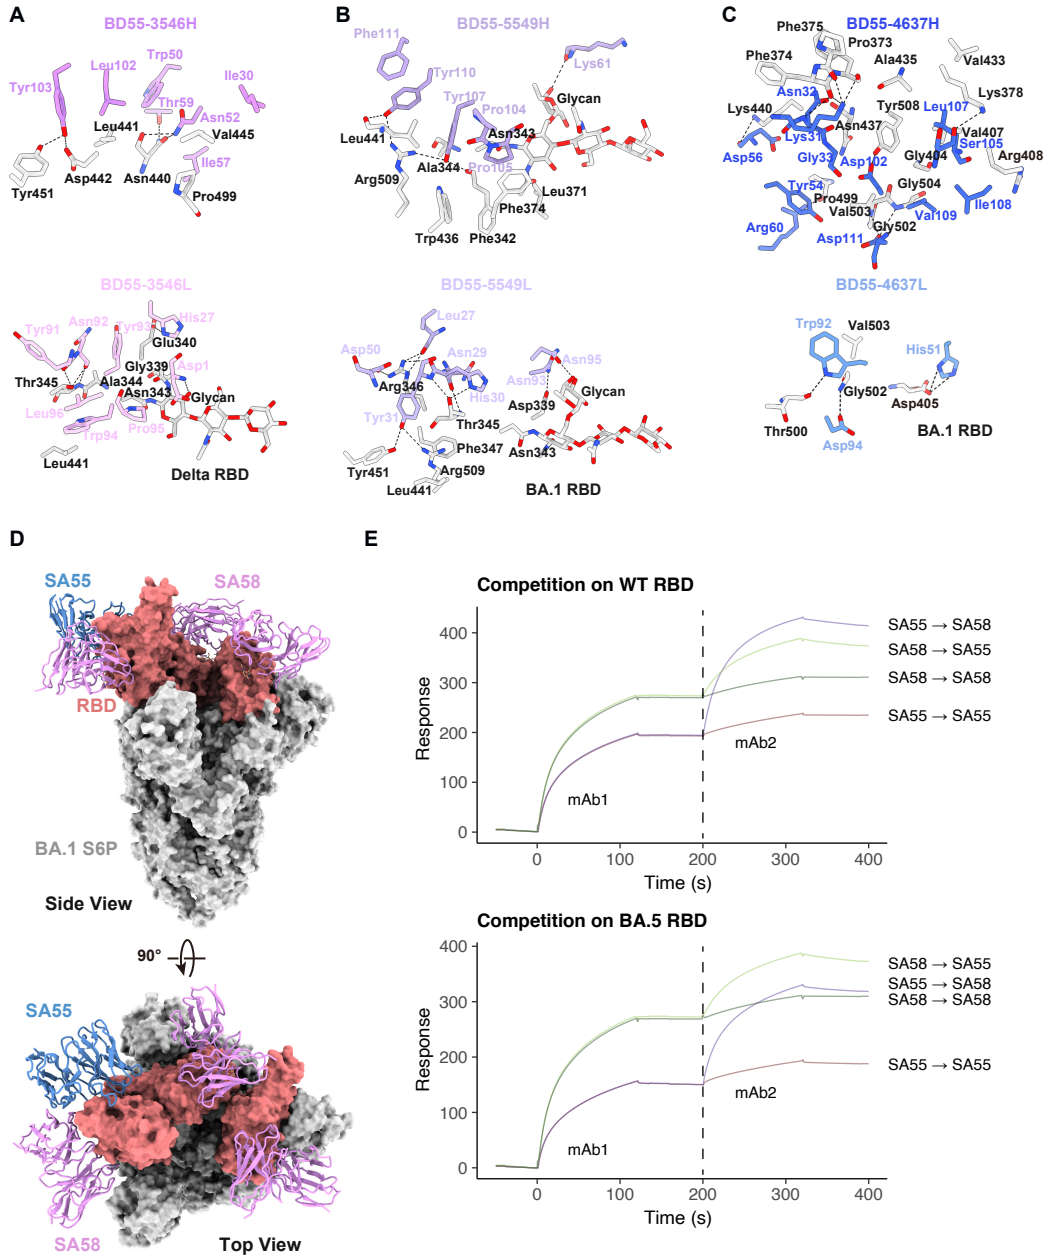 A
BD55-3546H
Trp50
Leu102
Tyr103
Ile30
Thr59
Asn52
Leu441
Val445
Ile57
Asp442
Asn440
Tyr451
Pro499
BD55-3546L
Asn92
His27
Tyr91
Tyr93
Glu340
Gly339
Asp1
Thr345
Ala344
Asn343
Glycan
Leu96
Trp94
Pro95
Leu441
Delta RBD
B
BD55-5549H
Phe111
Lys61
Tyr110
Glycan
Tyr107
Pro104
Asn343
Leu441
Ala344
Pro105
Arg509
Leu371
Phe374
Trp436
Phe342
BD55-5549L
Leu27
Asp50
Asn29
Asn95
Arg346
Asn93
His30
Glycan
Asp339
Tyr31
Thr345
Phe347
Asn343
Tyr451
Arg509
Leu441
BA.1 RBD
C
BD55-4637H
Phe375
Pro373
Phe374
Ala435
Val433
Asn32
Lys378
Lys440
Tyr508
Leu107
Asn437
Lys31
Val407
Ser105
Asp56
Gly33
Asp102
Gly404
Arg408
Tyr54
Gly504
Pro499
Ile108
Val503
Val109
Arg60
Gly502
Asp111
BD55-4637L
Trp92
Val503
His51
Gly502
Asp405
Thr500
Asp94
BA.1 RBD
D
SA55
SA58
RBD
BA.1 S6P
Side View
90°
SA55
SA58
Top View
E
Competition on WT RBD
400
300
200
100
0
Response
mAb1
mAb2
SA55 → SA58
SA58 → SA55
SA58 → SA58
SA55 → SA55
0 100 200 300 400
Time (s)
Competition on BA.5 RBD
400
300
200
100
0
Response
mAb1
mAb2
SA58 → SA55
SA55 → SA58
SA58 → SA58
SA55 → SA55
0 100 200 300 400
Time (s)